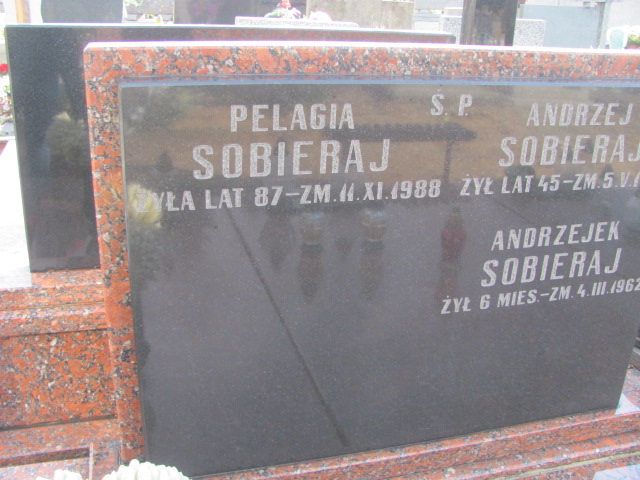 Ś. P.
PELAGIA
SOBIERAJ
ŻYŁA LAT 87-ZM. 11. XI. 1988
ANDRZEJ
SOBIERAJ
ŻYŁ LAT 45-ZM. 5. V.
ANDRZEJEK
SOBIERAJ
ŻYŁ 6 MIES.-ZM. 4. III. 1962